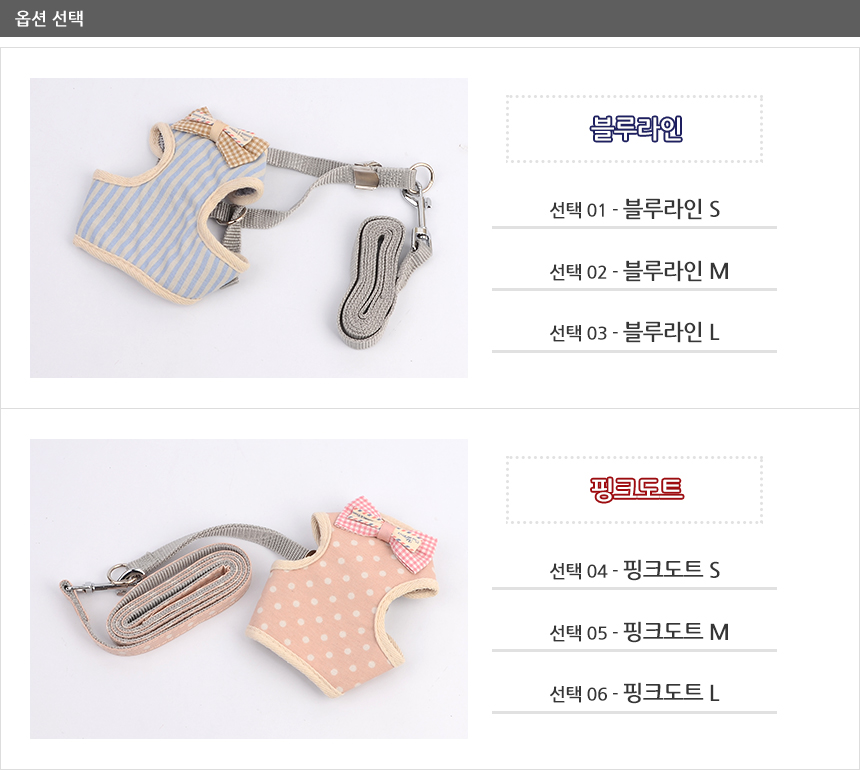 옵션 선택
블루라인
선택 01 - 블루라인 S
선택 02 - 블루라인 M
선택 03 - 블루라인 L
핑크도트
선택 04 - 핑크도트 S
선택 05 - 핑크도트 M
선택 06 - 핑크도트 L